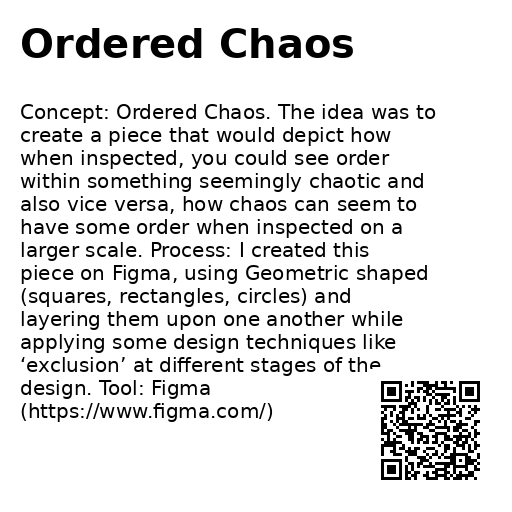 Ordered Chaos
Concept: Ordered Chaos. The idea was to
create a piece that would depict how
when inspected, you could see order
within something seemingly chaotic and
also vice versa, how chaos can seem to
have some order when inspected on a
larger scale. Process: I created this
piece on Figma, using Geometric shaped
(squares, rectangles, circles) and
layering them upon one another while
applying some design techniques like
‘exclusion’ at different stages of the
design. Tool: Figma
(https://www.figma.com/)